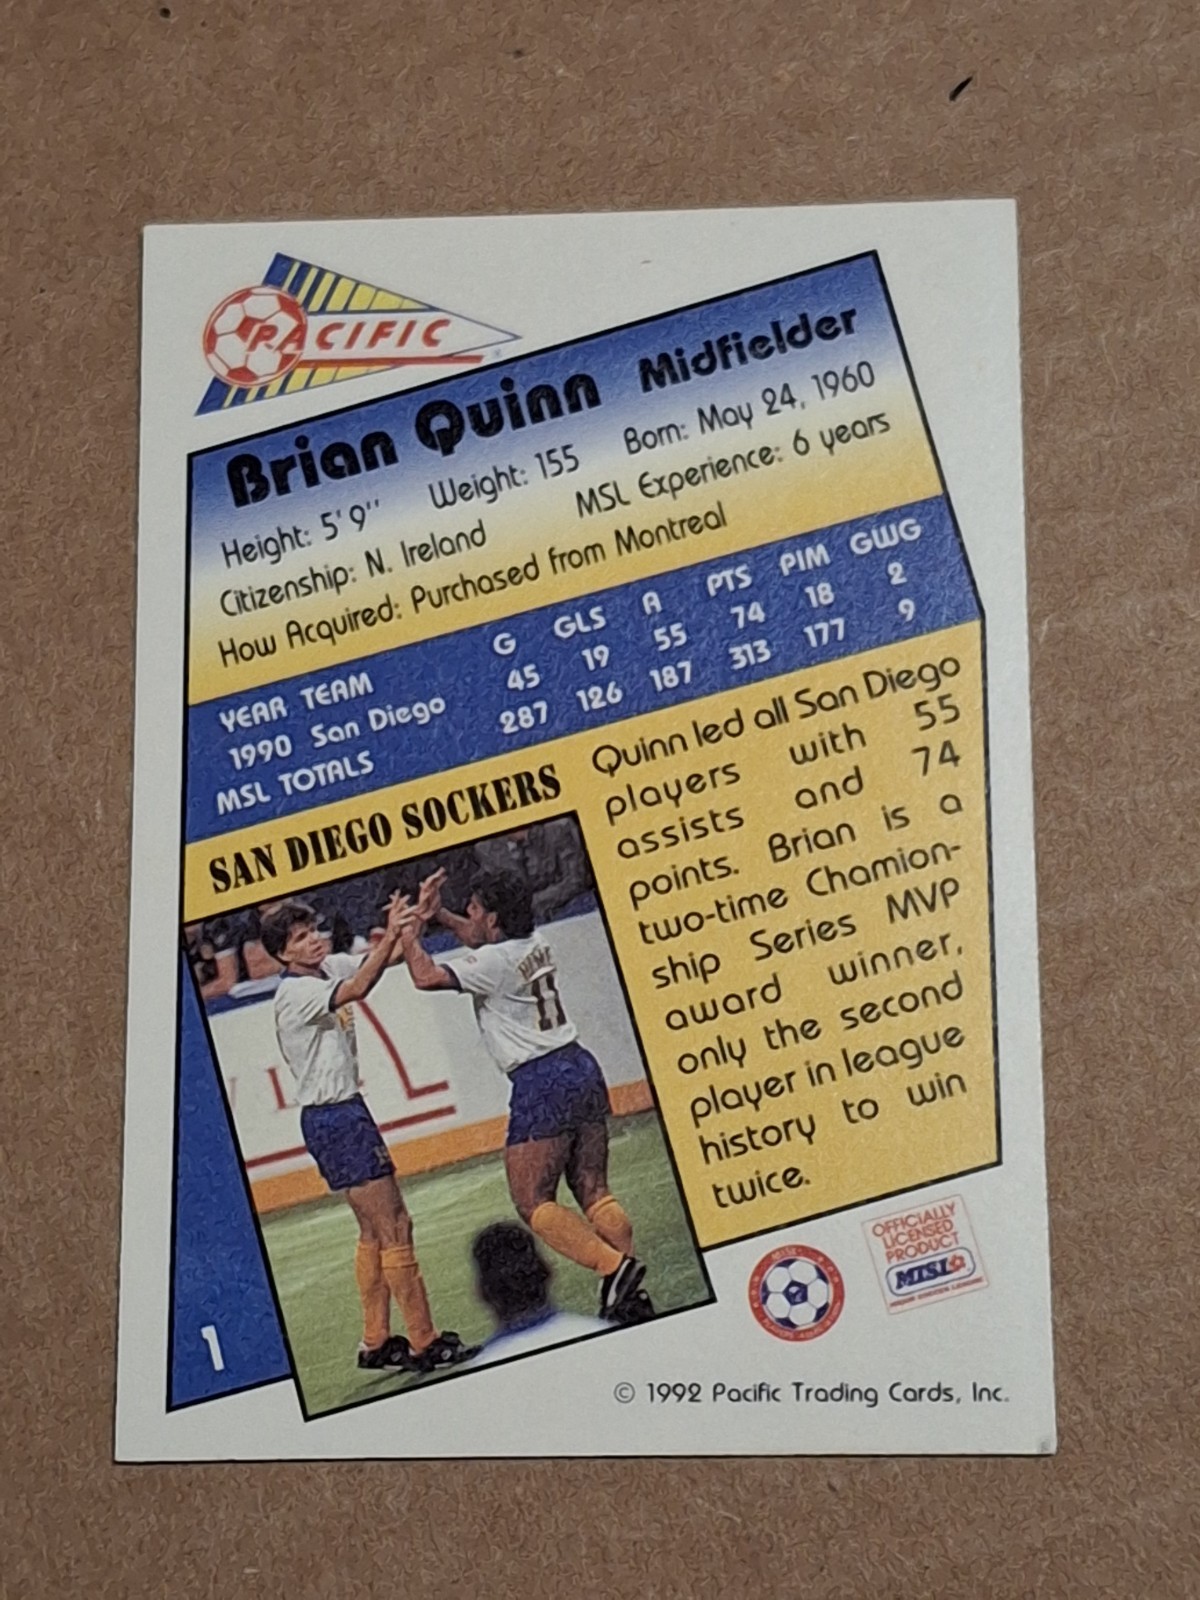 PACIFIC
Brian Quinn Midfielder
Height: 5' 9" Weight: 155 Born: May 24, 1960
Citizenship: N. Ireland MSL Experience: 6 years
How Acquired: Purchased from Montreal
YEAR TEAM G GLS A PTS PIM GWG
1990 San Diego 45 19 55 74 18 2
MSL TOTALS 287 126 187 313 177 9
SAN DIEGO SOCKERS
Quinn led all San Diego
players with 55
assists and 74
points. Brian is a
two-time Chamion-
ship Series MVP
award winner,
only the second
player in league
history to win
twice.
11
1
OFFICIALLY
LICENSED
PRODUCT
MISL
© 1992 Pacific Trading Cards, Inc.